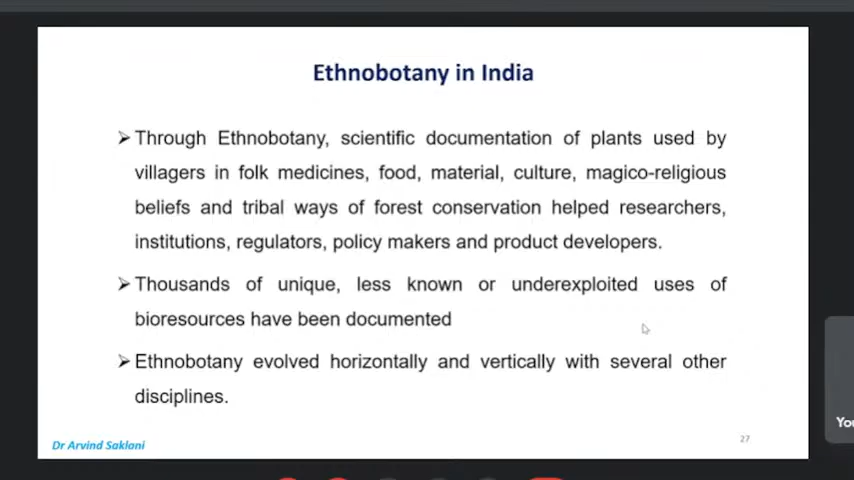 Ethnobotany in India
➢Through Ethnobotany, scientific documentation of plants used by
villagers in folk medicines, food, material, culture, magico-religious
beliefs and tribal ways of forest conservation helped researchers,
institutions, regulators, policy makers and product developers.
➢Thousands of unique, less known or underexploited uses of
bioresources have been documented
➢Ethnobotany evolved horizontally and vertically with several other
disciplines.
Dr Arvind Saklani
27